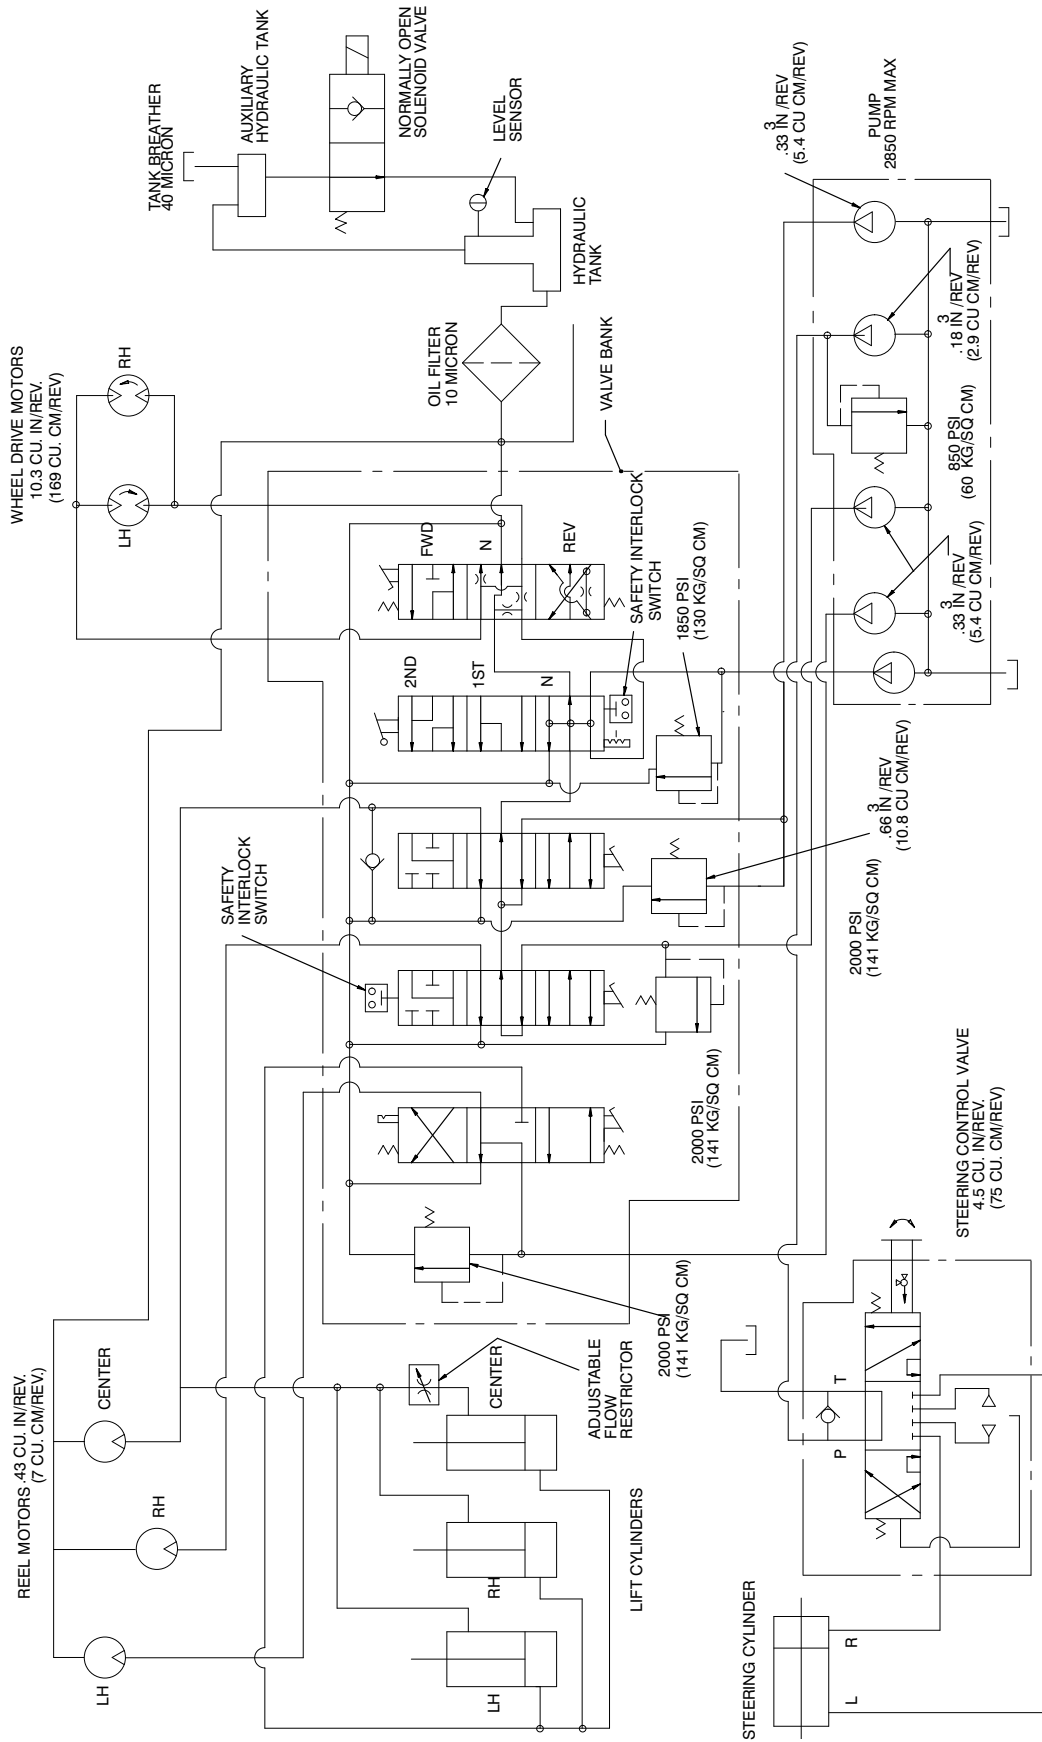 REEL MOTORS .43 CU. IN/REV.
(7 CU. CM/REV.)
LH
RH
CENTER
WHEEL DRIVE MOTORS
10.3 CU. IN/REV.
(169 CU. CM/REV)
LH
RH
TANK BREATHER
40 MICRON
AUXILIARY
HYDRAULIC TANK
NORMALLY OPEN
SOLENOID VALVE
LEVEL
SENSOR
HYDRAULIC
TANK
OIL FILTER
10 MICRON
VALVE BANK
SAFETY
INTERLOCK
SWITCH
2ND
1ST
N
FWD
N
REV
SAFETY INTERLOCK
SWITCH
1850 PSI
(130 KG/SQ CM)
LH
RH
CENTER
LIFT CYLINDERS
ADJUSTABLE
FLOW
RESTRICTOR
2000 PSI
(141 KG/SQ CM)
2000 PSI
(141 KG/SQ CM)
2000 PSI
(141 KG/SQ CM)
.66 IN³/REV
(10.8 CU CM/REV)
.33 IN³/REV
(5.4 CU CM/REV)
850 PSI
(60 KG/SQ CM)
.18 IN³/REV
(2.9 CU CM/REV)
.33 IN³/REV
(5.4 CU CM/REV)
PUMP
2850 RPM MAX
STEERING CYLINDER
L
R
P
T
STEERING CONTROL VALVE
4.5 CU. IN/REV.
(75 CU. CM/REV)